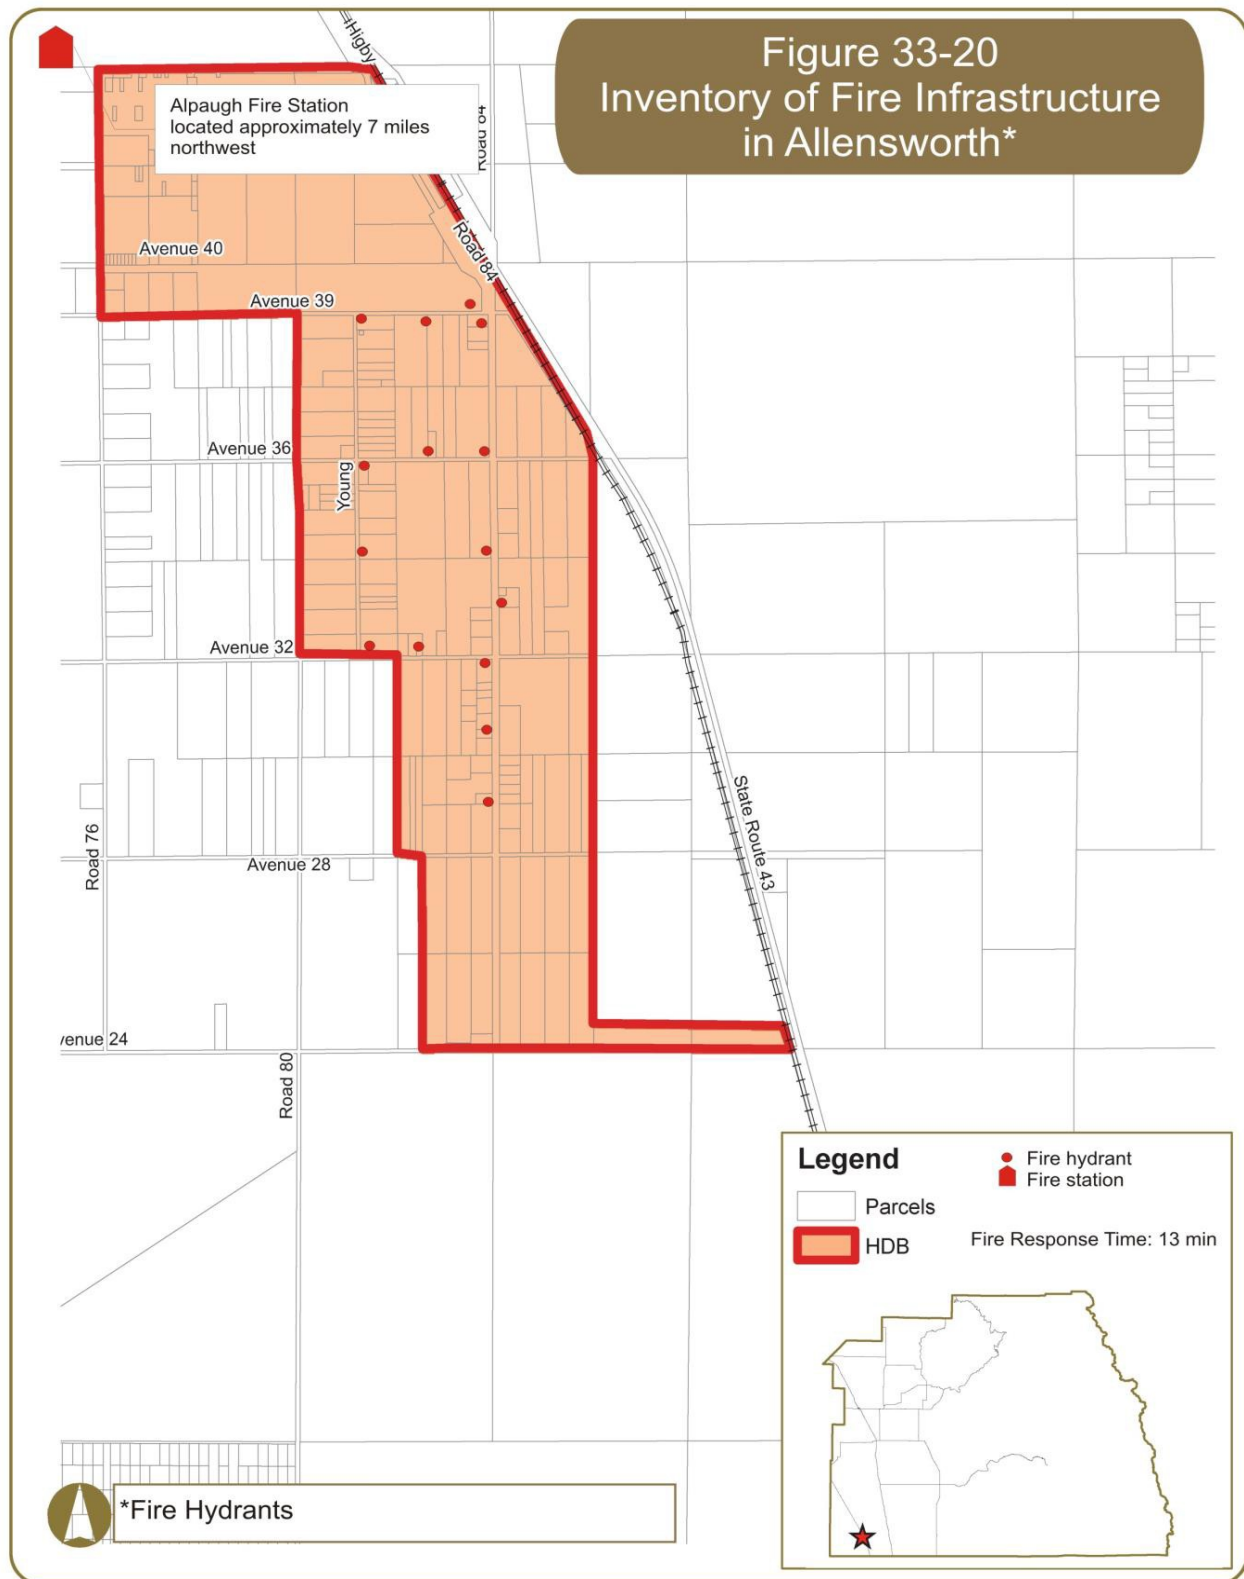 Figure 33-20
Inventory of Fire Infrastructure
in Allensworth*
Higby
Alpaugh Fire Station
located approximately 7 miles
northwest
Road 84
Road 84
Avenue 40
Avenue 39
Avenue 36
Young
Avenue 32
State Route 43
Road 76
Avenue 28
venue 24
Road 80
Legend
Fire hydrant
Fire station
Parcels
HDB
Fire Response Time: 13 min
*Fire Hydrants